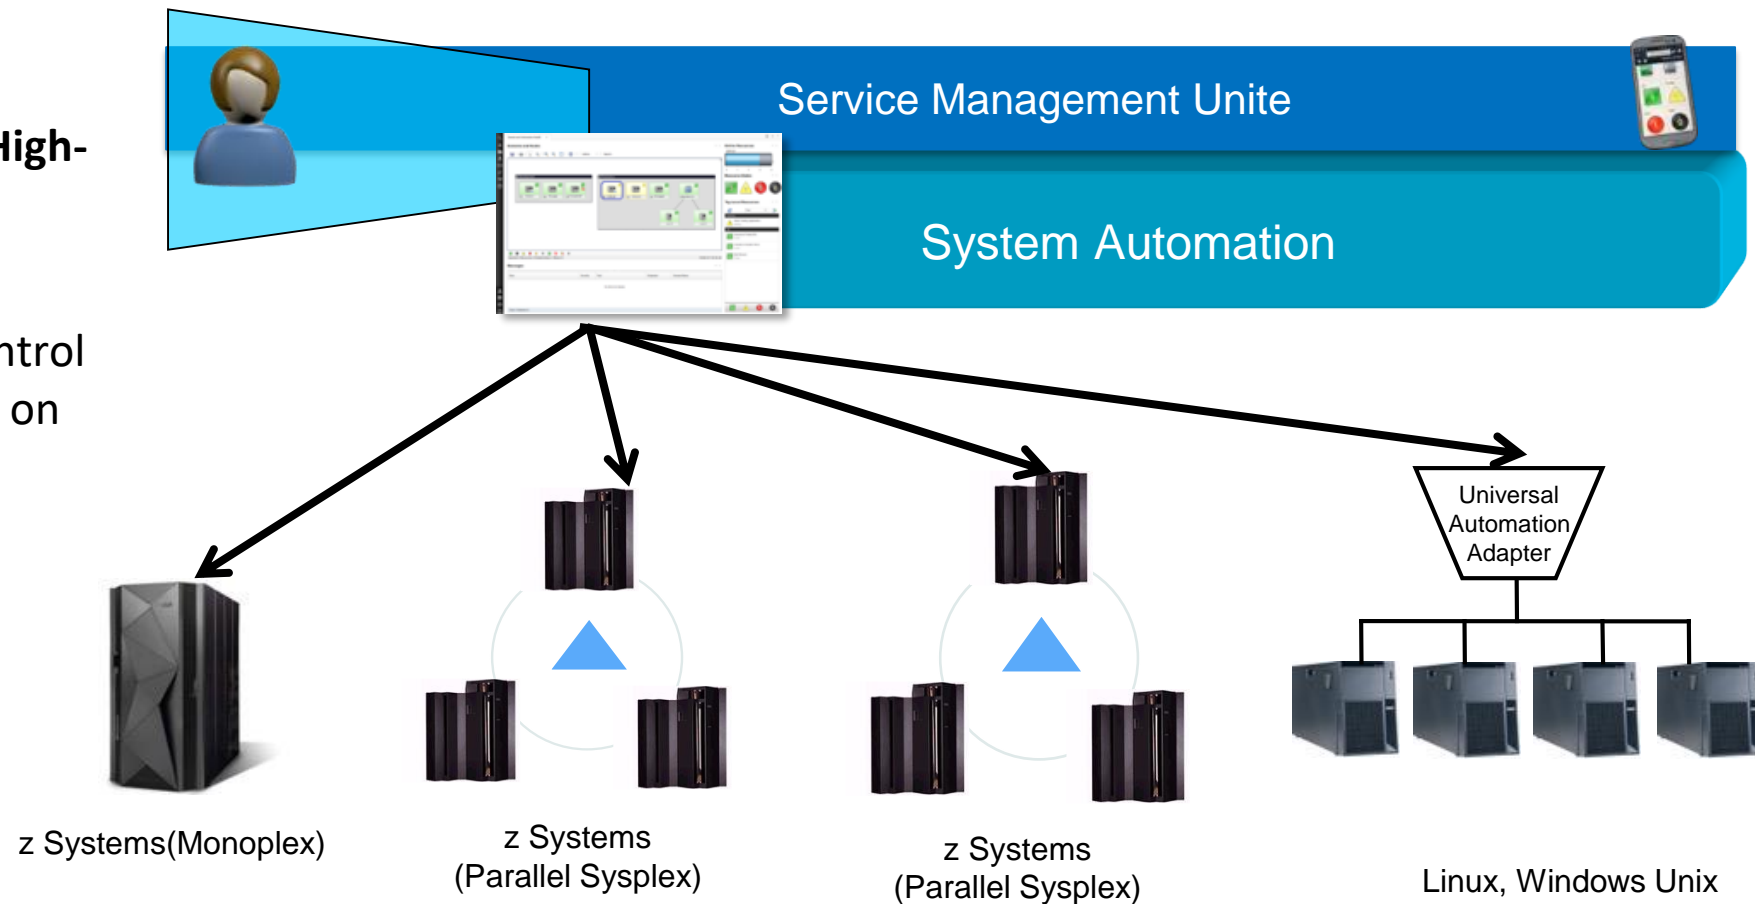 Service Management Unite
High-
System Automation
ntrol
on
Universal
Automation
Adapter
z Systems(Monoplex)
z Systems
(Parallel Sysplex)
z Systems
(Parallel Sysplex)
Linux, Windows Unix